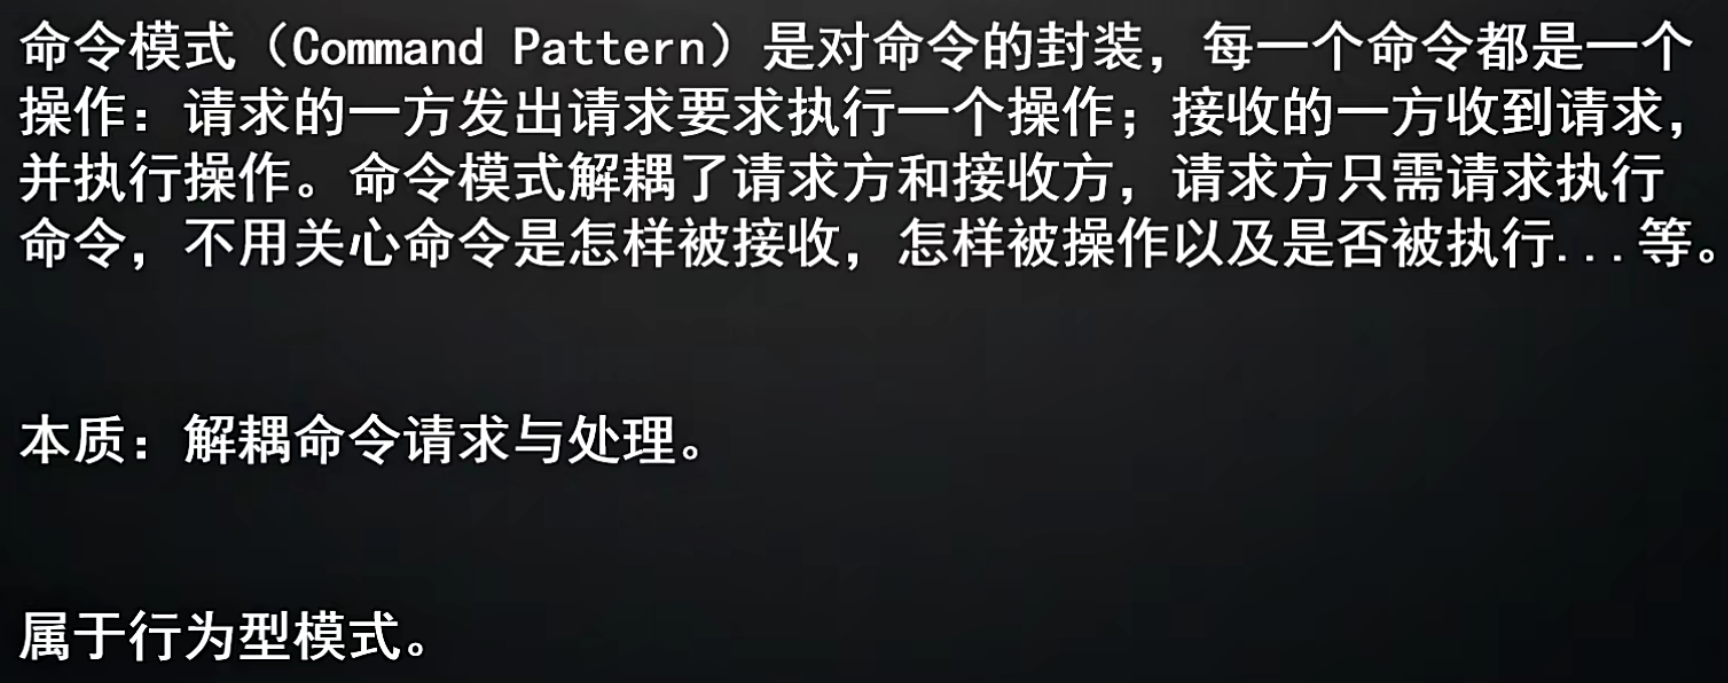 命令模式（Command Pattern）是对命令的封装，每一个命令都是一个
操作：请求的一方发出请求要求执行一个操作；接收的一方收到请求，
并执行操作。命令模式解耦了请求方和接收方，请求方只需请求执行
命令，不用关心命令是怎样被接收，怎样被操作以及是否被执行...等。
本质：解耦命令请求与处理。
属于行为型模式。